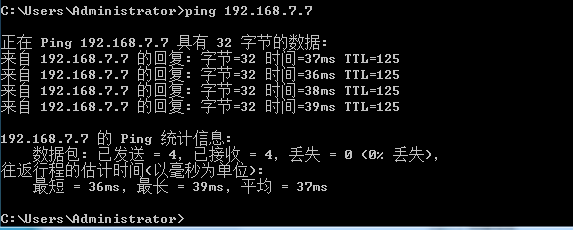 C:\Users\Administrator>ping 192.168.7.7
正在 Ping 192.168.7.7 具有 32 字节的数据:
来自 192.168.7.7 的回复: 字节=32 时间=37ms TTL=125
来自 192.168.7.7 的回复: 字节=32 时间=36ms TTL=125
来自 192.168.7.7 的回复: 字节=32 时间=38ms TTL=125
来自 192.168.7.7 的回复: 字节=32 时间=39ms TTL=125
192.168.7.7 的 Ping 统计信息:
数据包: 已发送 = 4, 已接收 = 4, 丢失 = 0 (0% 丢失),
往返行程的估计时间(以毫秒为单位):
最短 = 36ms, 最长 = 39ms, 平均 = 37ms
C:\Users\Administrator>